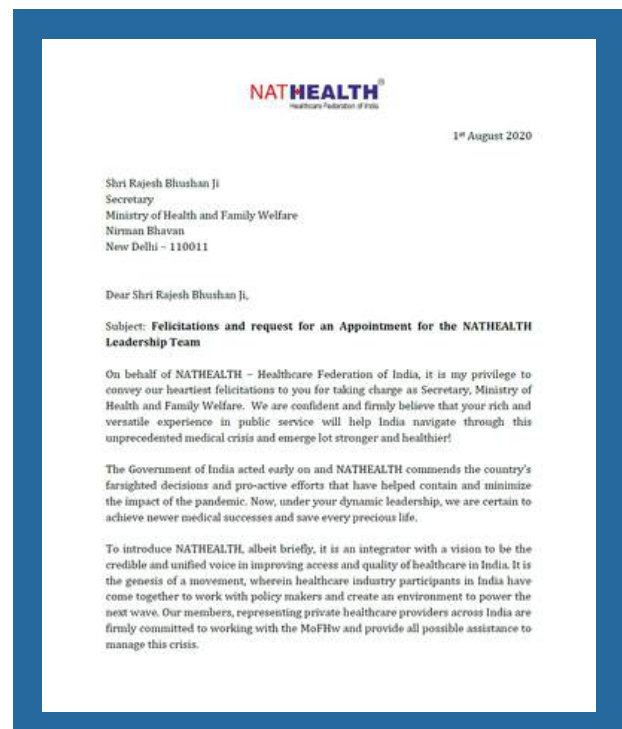 NATHEALTH®
Healthcare Federation of India
1st August 2020
Shri Rajesh Bhushan Ji
Secretary
Ministry of Health and Family Welfare
Nirman Bhavan
New Delhi – 110011
Dear Shri Rajesh Bhushan Ji,
Subject: Felicitations and request for an Appointment for the NATHEALTH
Leadership Team
On behalf of NATHEALTH – Healthcare Federation of India, it is my privilege to
convey our heartiest felicitations to you for taking charge as Secretary, Ministry of
Health and Family Welfare. We are confident and firmly believe that your rich and
versatile experience in public service will help India navigate through this
unprecedented medical crisis and emerge lot stronger and healthier!
The Government of India acted early on and NATHEALTH commends the country's
farsighted decisions and pro-active efforts that have helped contain and minimize
the impact of the pandemic. Now, under your dynamic leadership, we are certain to
achieve newer medical successes and save every precious life.
To introduce NATHEALTH, albeit briefly, it is an integrator with a vision to be the
credible and unified voice in improving access and quality of healthcare in India. It is
the genesis of a movement, wherein healthcare industry participants in India have
come together to work with policy makers and create an environment to power the
next wave. Our members, representing private healthcare providers across India are
firmly committed to working with the MoFHw and provide all possible assistance to
manage this crisis.